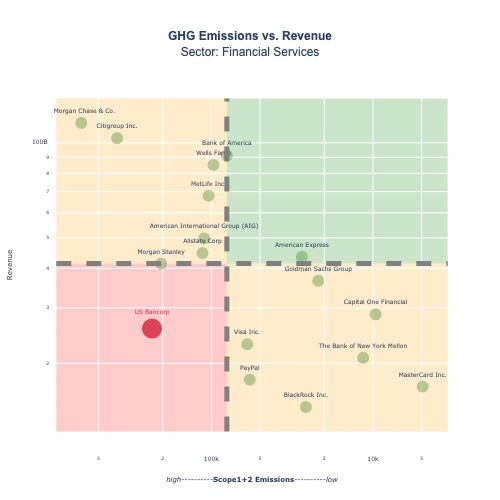 GHG Emissions vs. Revenue
Sector: Financial Services
Morgan Chase & Co.
Citigroup Inc.
100B
Bank of America
Wells Far
9
8
MetLife Inc.
7
6
American International Group (AIG)
5
Allstate Corp
American Express
Morgan Stanley
4
Goldman Sachs Group
Capital One Financial
3
US Bancorp
Visa Inc.
The Bank of New York Mellon
2
PayPal
MasterCard Inc.
BlackRock Inc.
Revenue
5
2
100k
5
2
10k
5
high----------Scope1+2 Emissions----------low